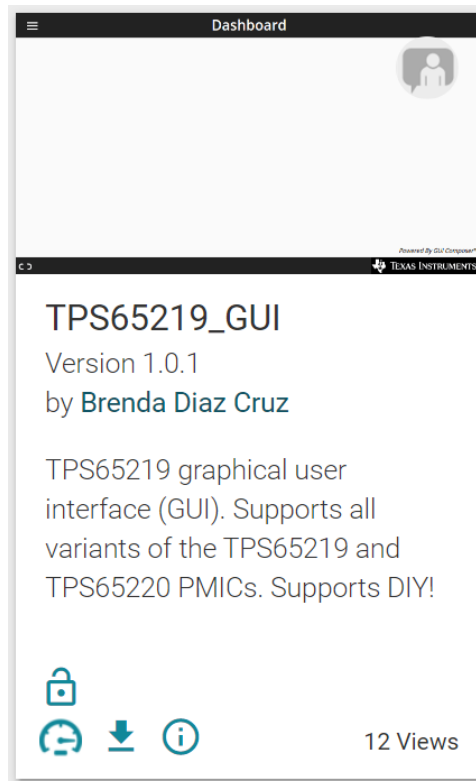 Dashboard
Powered By GUI Composer™
TEXAS INSTRUMENTS
TPS65219_GUI
Version 1.0.1
by Brenda Diaz Cruz
TPS65219 graphical user
interface (GUI). Supports all
variants of the TPS65219 and
TPS65220 PMICs. Supports DIY!
12 Views